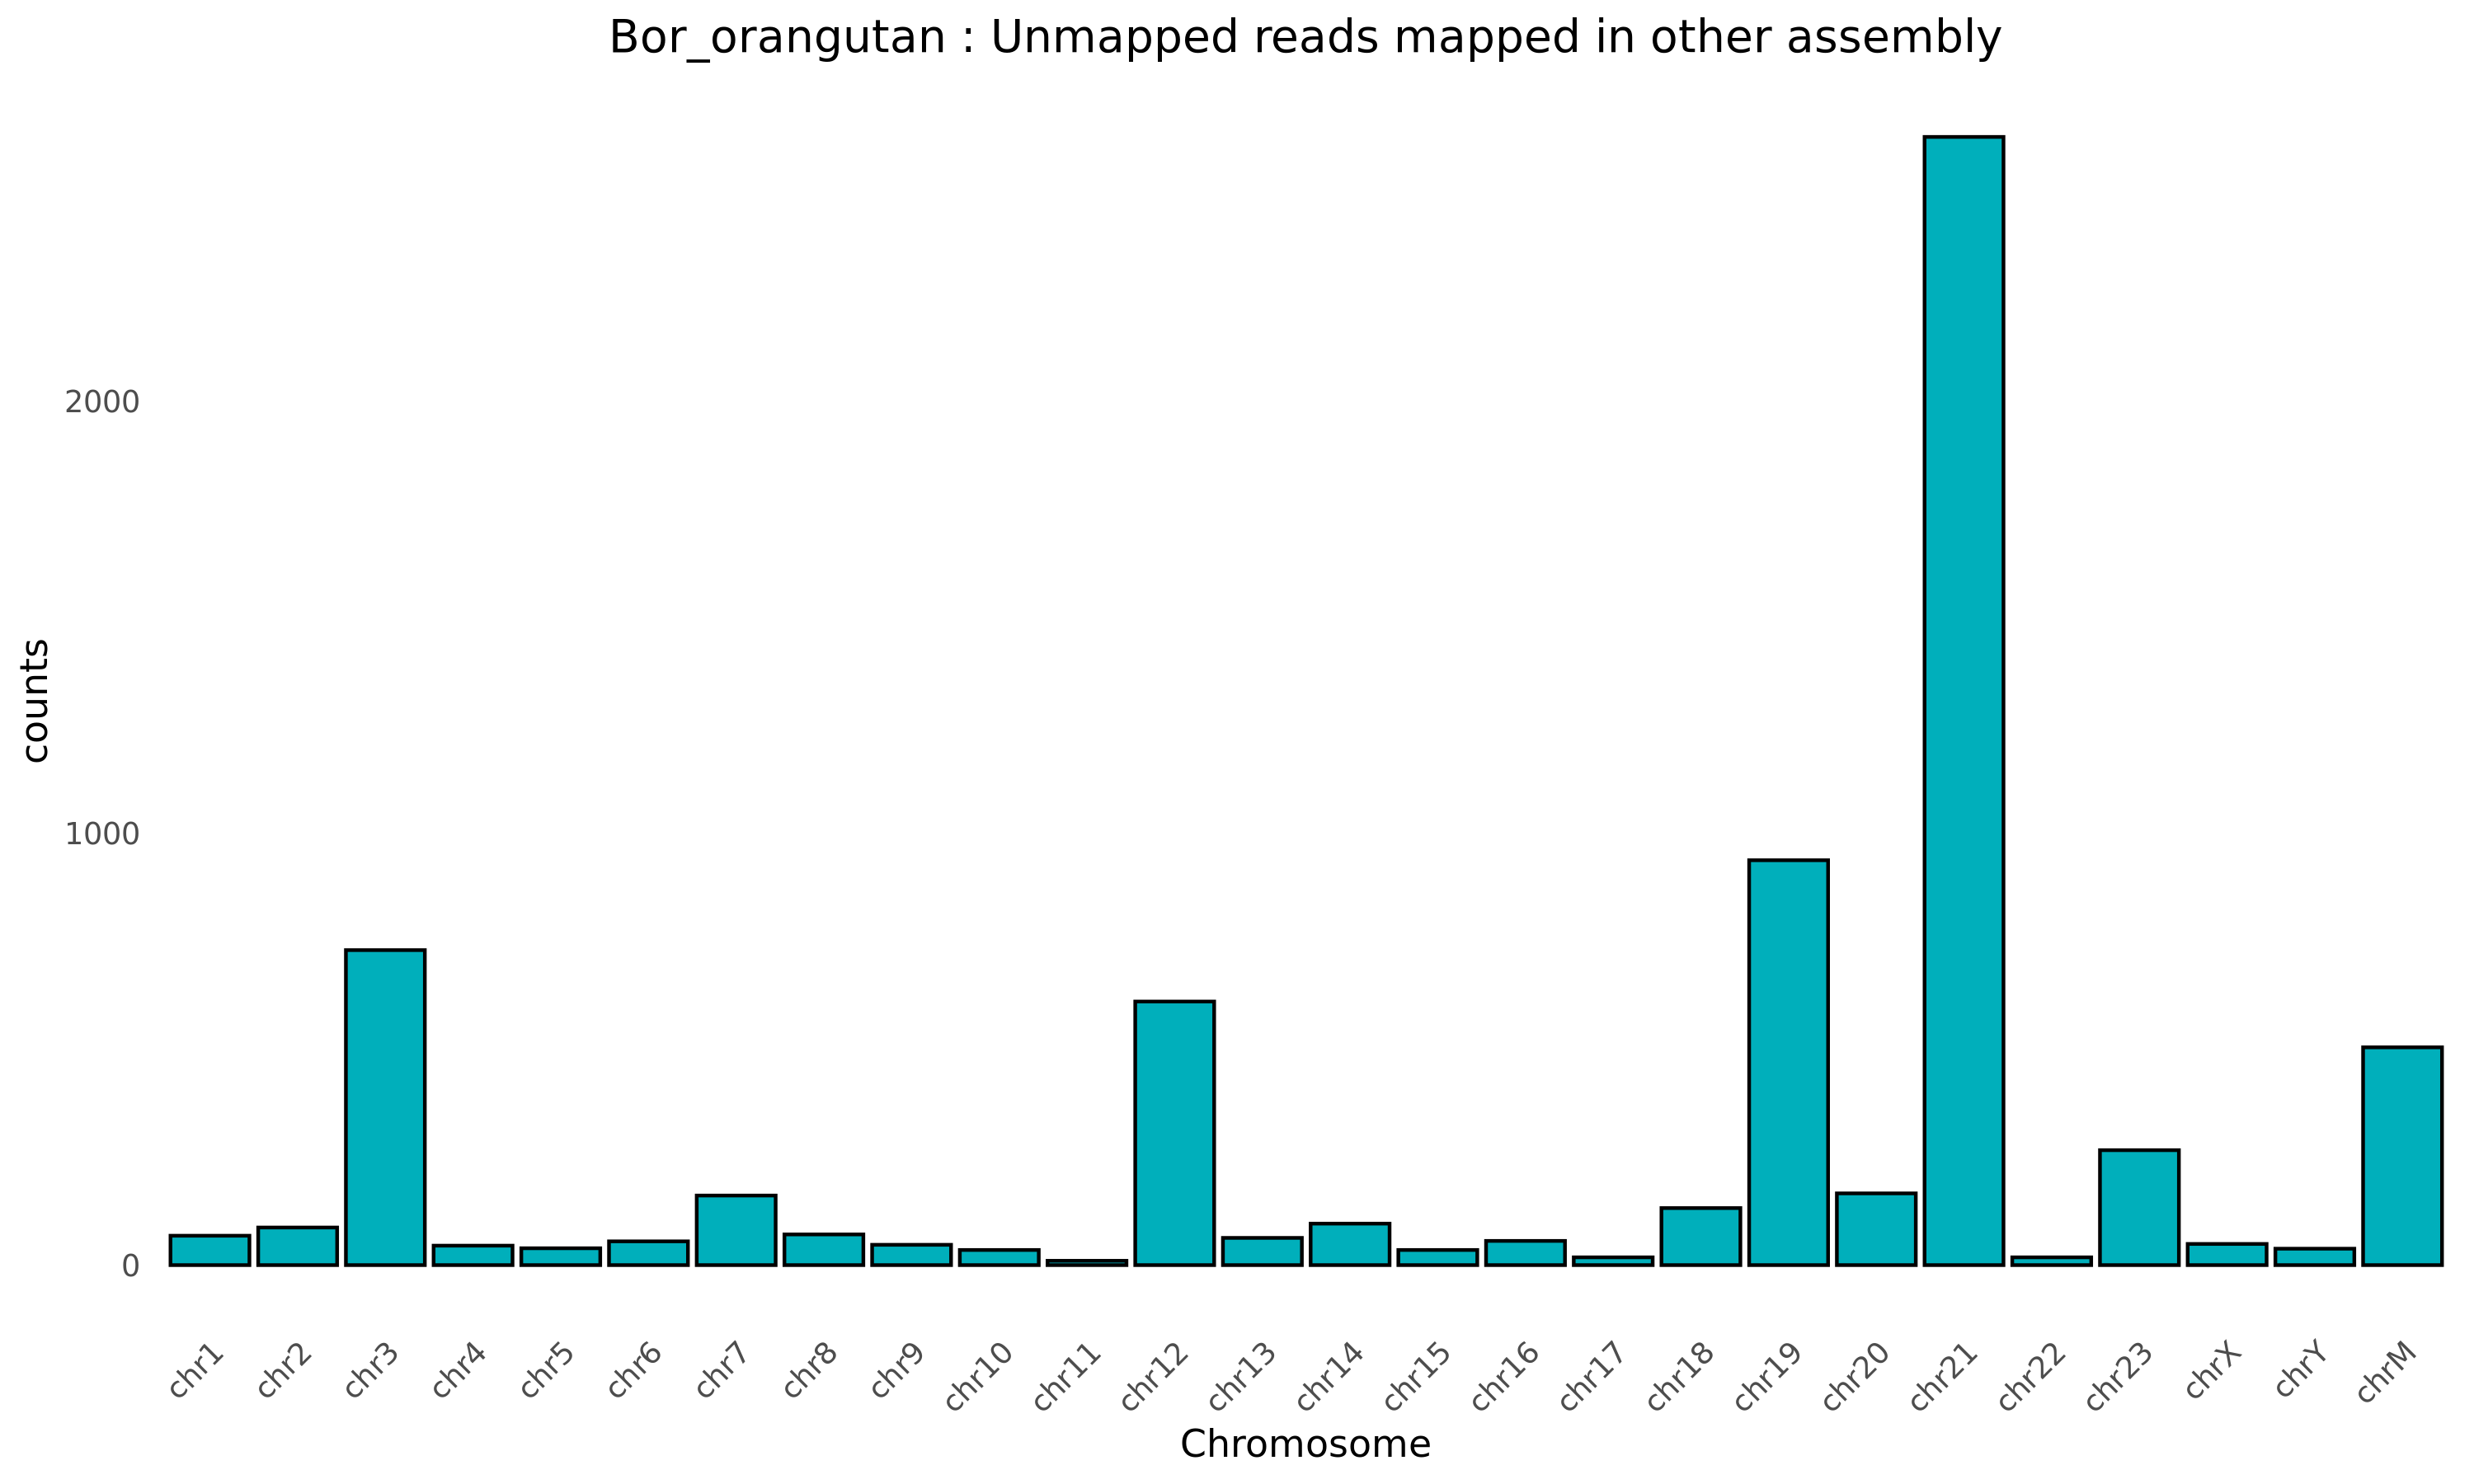 Bor_orangutan : Unmapped reads mapped in other assembly
counts
2000
1000
0
chr1
chr2
chr3
chr4
chr5
chr6
chr7
chr8
chr9
chr10
chr11
chr12
chr13
chr14
chr15
chr16
chr17
chr18
chr19
chr20
chr21
chr22
chr23
chrX
chrY
chrM
Chromosome